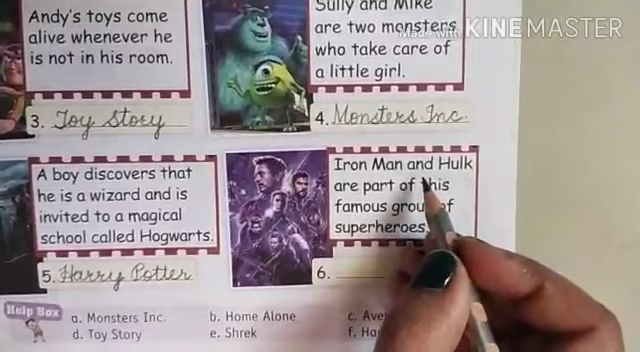 Made with KINEMASTER
Andy's toys come
alive whenever he
is not in his room.
3. Toy Story
Sully and Mike
are two monsters
who take care of
a little girl.
4. Monsters Inc.
A boy discovers that
he is a wizard and is
invited to a magical
school called Hogwarts.
5. Harry Potter
Iron Man and Hulk
are part of this
famous group of
superheroes.
6.
Help Box
a. Monsters Inc.
b. Home Alone
c.
d. Toy Story
e. Shrek
f.